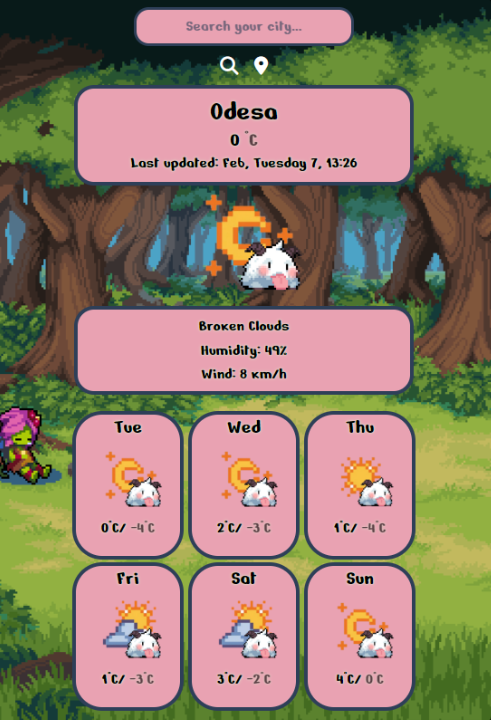 Search your city...
Odesa
0 °C
Last updated: Feb, Tuesday 7, 13:26
Broken Clouds
Humidity: 49%
Wind: 8 km/h
Tue Wed Thu
0°C/ -4°C 2°C/ -3°C 1°C/ -4°C
Fri Sat Sun
1°C/ -3°C 3°C/ -2°C 4°C/ 0°C